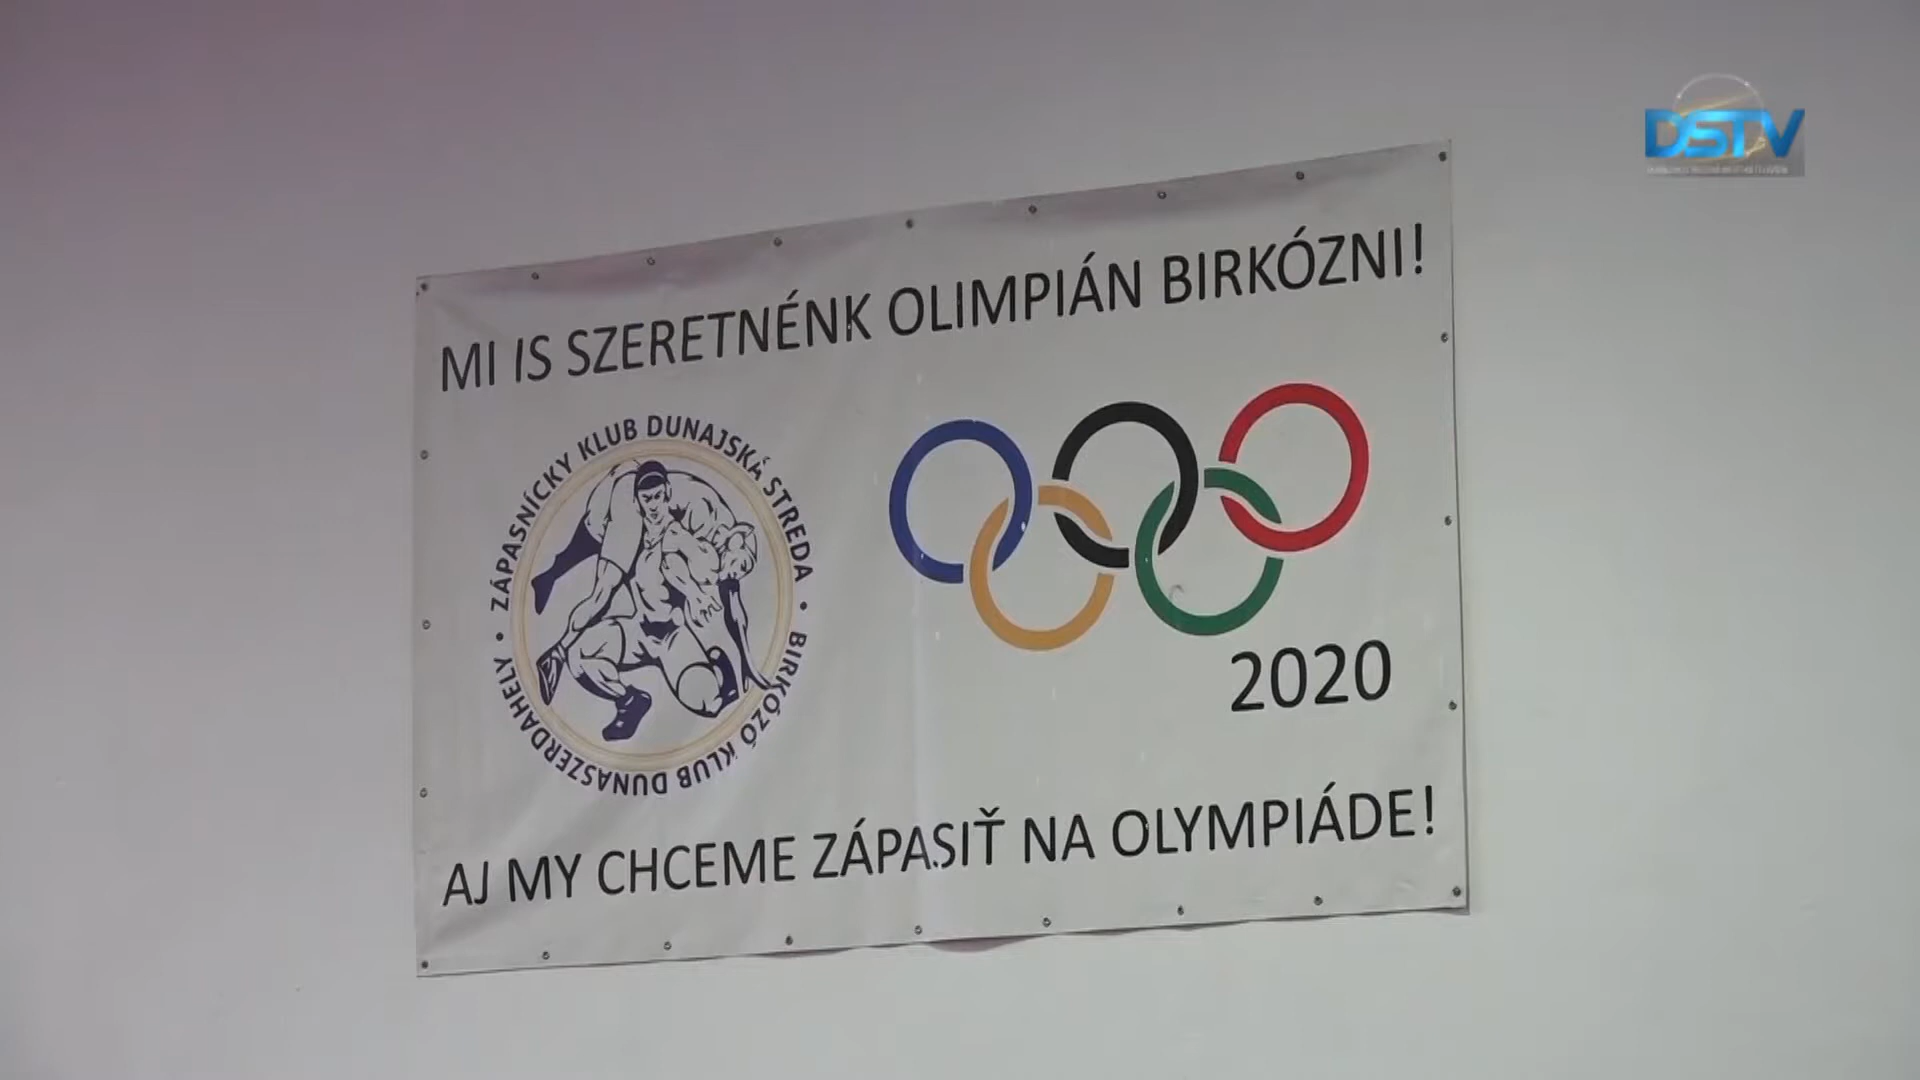 DSTV
MI IS SZERETNÉNK OLIMPIÁN BIRKÓZNI!
ZÁPASNÍCKY KLUB DUNAJSKÁ STREDA • BIRKÓZÓ KLUB DUNASZERDAHELY •
2020
AJ MY CHCEME ZÁPASIŤ NA OLYMPIÁDE!